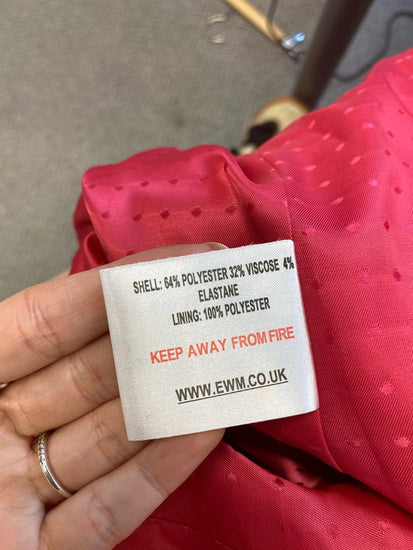 SHELL: 64% POLYESTER 32% VISCOSE 4%
ELASTANE
LINING: 100% POLYESTER
KEEP AWAY FROM FIRE
WWW.EWM.CO.UK